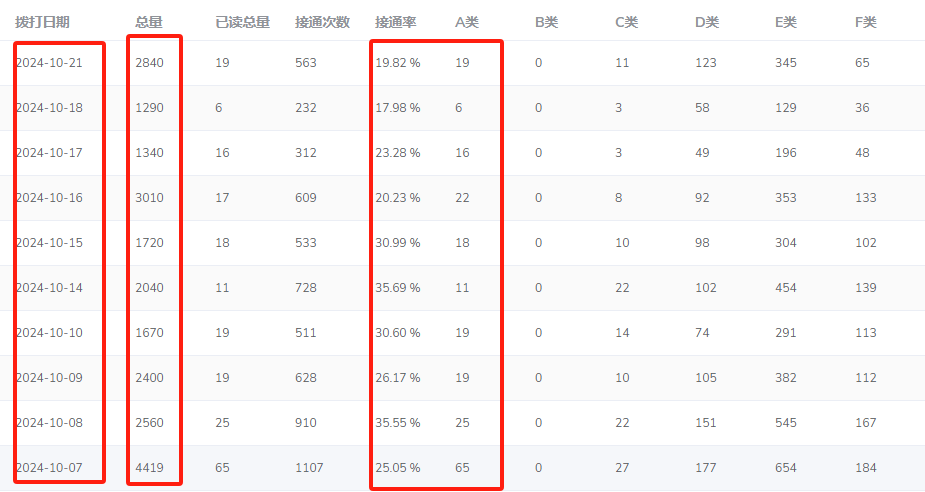 拨打日期 总量 已读总量 接通次数 接通率 A类 B类 C类 D类 E类 F类
2024-10-21 2840 19 563 19.82 % 19 0 11 123 345 65
2024-10-18 1290 6 232 17.98 % 6 0 3 58 129 36
2024-10-17 1340 16 312 23.28 % 16 0 3 49 196 48
2024-10-16 3010 17 609 20.23 % 22 0 8 92 353 133
2024-10-15 1720 18 533 30.99 % 18 0 10 98 304 102
2024-10-14 2040 11 728 35.69 % 11 0 22 102 454 139
2024-10-10 1670 19 511 30.60 % 19 0 14 74 291 113
2024-10-09 2400 19 628 26.17 % 19 0 10 105 382 112
2024-10-08 2560 25 910 35.55 % 25 0 22 151 545 167
2024-10-07 4419 65 1107 25.05 % 65 0 27 177 654 184